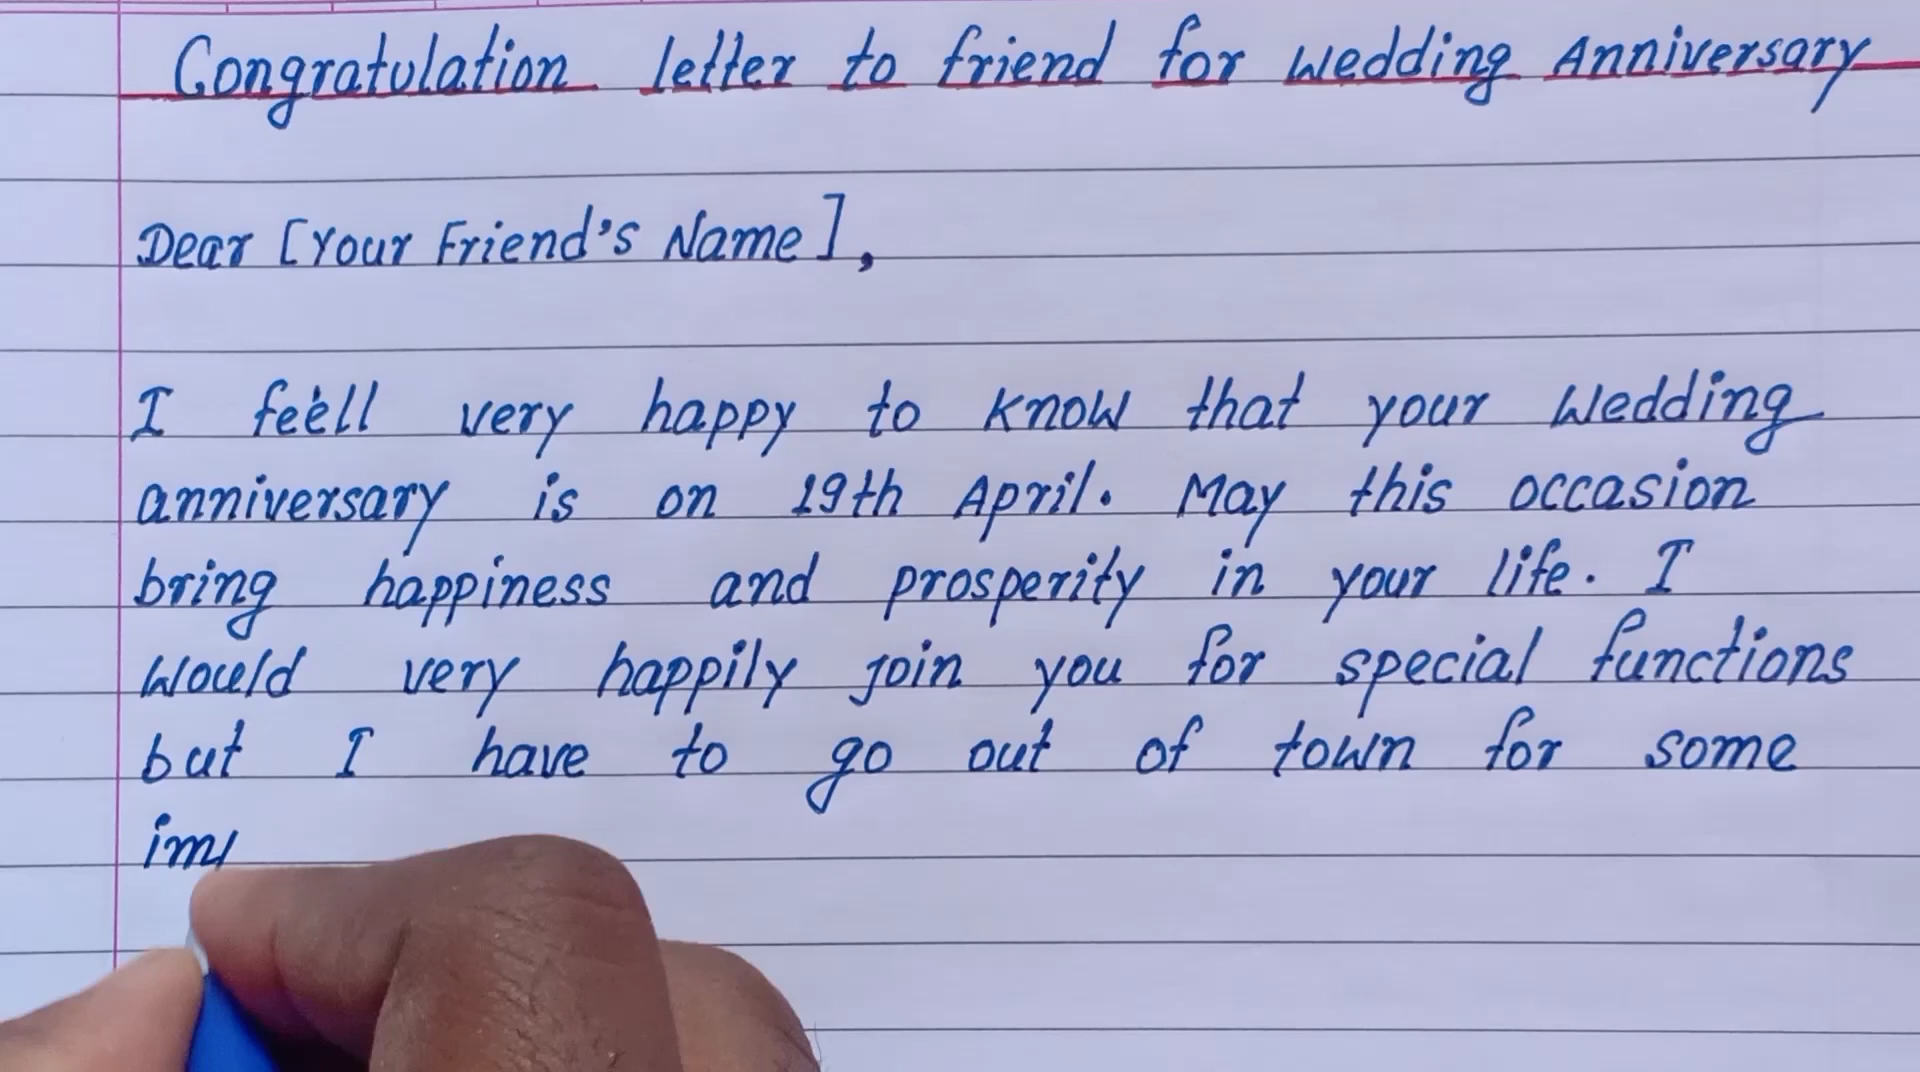 Congratulation letter to friend for wedding Anniversary
Dear [Your Friend's Name],
I feell very happy to know that your wedding
anniversary is on 19th April. May this occasion
bring happiness and prosperity in your life. I
would very happily join you for special functions
but I have to go out of town for some
im